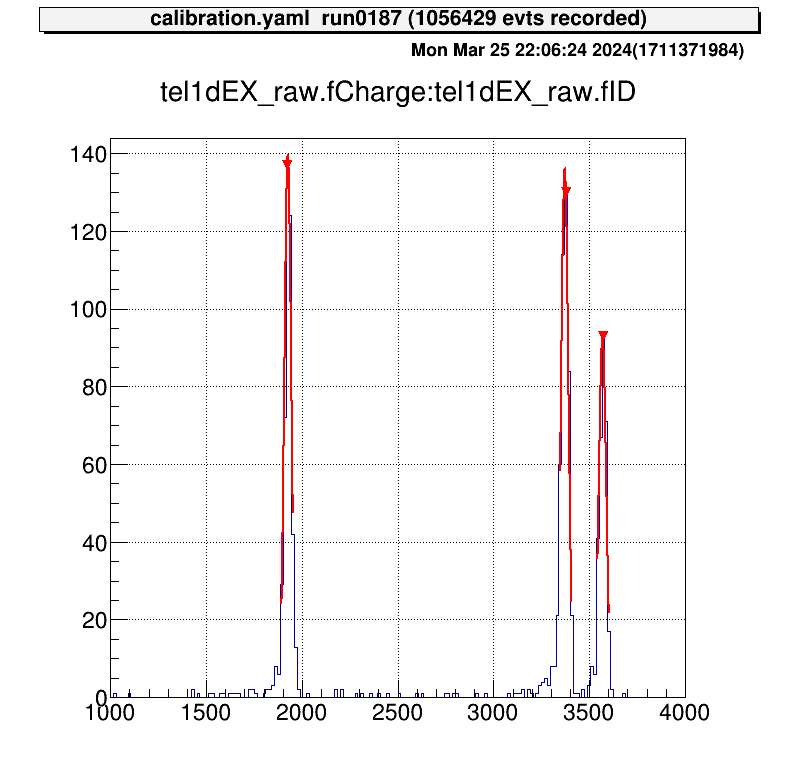 calibration.yaml run0187 (1056429 evts recorded)
Mon Mar 25 22:06:24 2024(1711371984)
tel1dEX_raw.fCharge:tel1dEX_raw.fID
140
120
100
80
60
40
20
0
1000 1500 2000 2500 3000 3500 4000